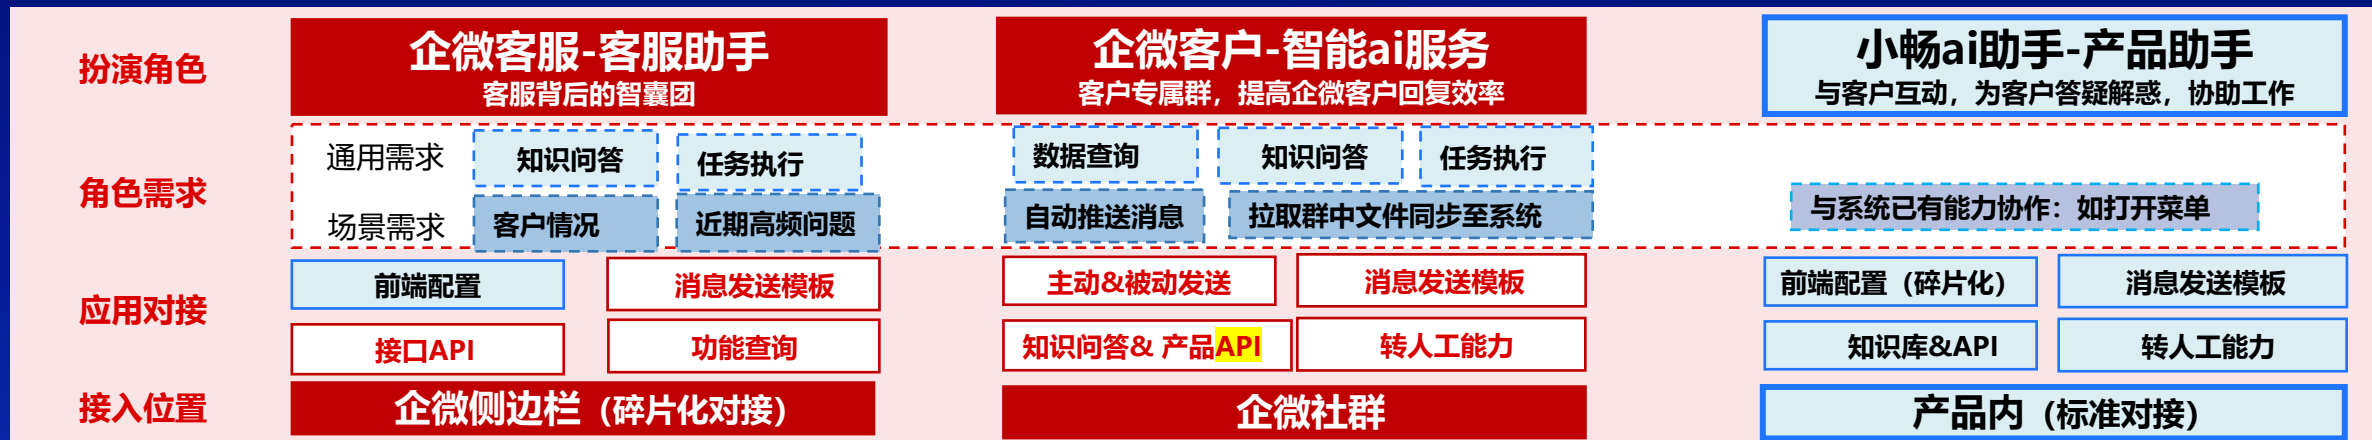 扮演角色
企微客服-客服助手
客服背后的智囊团
企微客户-智能ai服务
客户专属群，提高企微客户回复效率
小畅ai助手-产品助手
与客户互动，为客户答疑解惑，协助工作
角色需求
通用需求
知识问答
任务执行
数据查询
知识问答
任务执行
场景需求
客户情况
近期高频问题
自动推送消息
拉取群中文件同步至系统
与系统已有能力协作：如打开菜单
应用对接
前端配置
消息发送模板
主动&被动发送
消息发送模板
前端配置（碎片化）
消息发送模板
接口API
功能查询
知识问答& 产品API
转人工能力
知识库&API
转人工能力
接入位置
企微侧边栏（碎片化对接）
企微社群
产品内（标准对接）